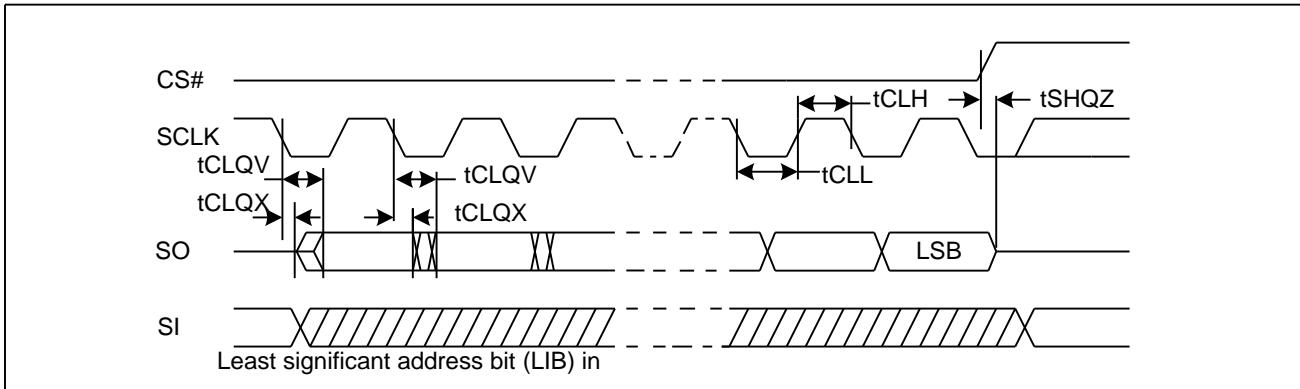 CS#
tCLH
tSHQZ
SCLK
tCLQV
tCLQV
tCLL
tCLQX
tCLQX
SO
LSB
SI
Least significant address bit (LIB) in